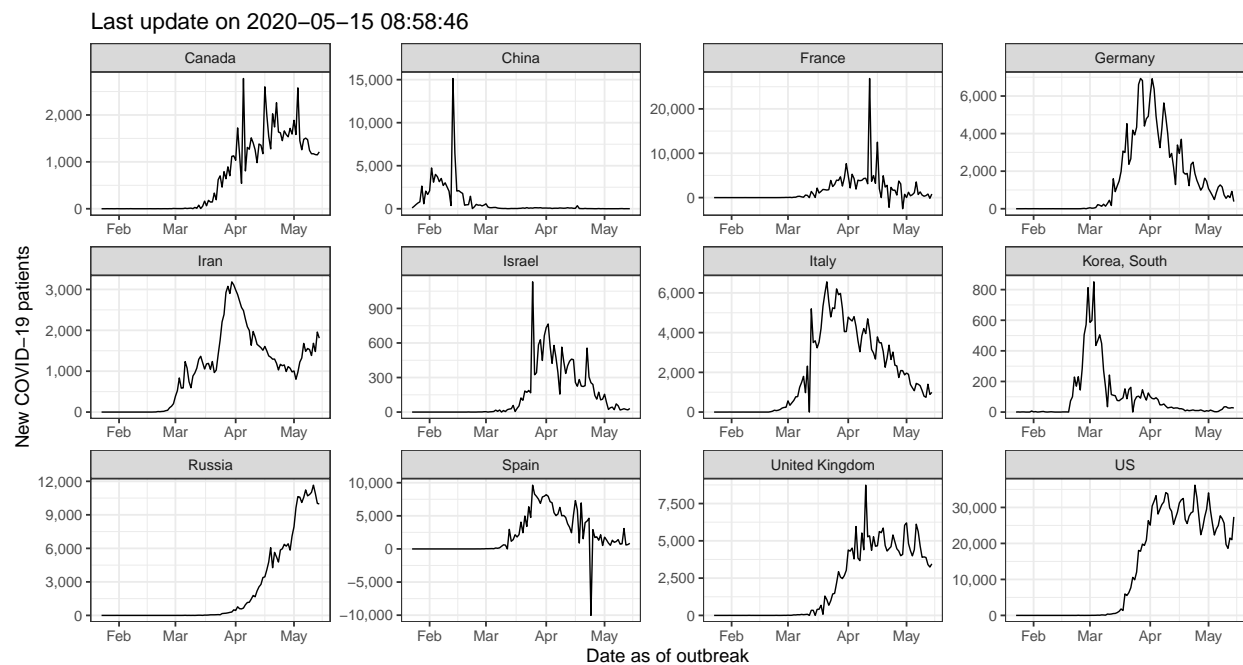 Last update on 2020−05−15 08:58:46
Canada
China
France
Germany
2,000
1,000
0
15,000
10,000
5,000
0
20,000
10,000
0
6,000
4,000
2,000
0
Feb Mar Apr May
Feb Mar Apr May
Feb Mar Apr May
Feb Mar Apr May
Iran
Israel
Italy
Korea, South
3,000
2,000
1,000
0
900
600
300
0
6,000
4,000
2,000
0
800
600
400
200
0
Feb Mar Apr May
Feb Mar Apr May
Feb Mar Apr May
Feb Mar Apr May
Russia
Spain
United Kingdom
US
12,000
9,000
6,000
3,000
0
10,000
5,000
0
−5,000
−10,000
7,500
5,000
2,500
0
30,000
20,000
10,000
0
Feb Mar Apr May
Feb Mar Apr May
Feb Mar Apr May
Feb Mar Apr May
New COVID−19 patients
Date as of outbreak